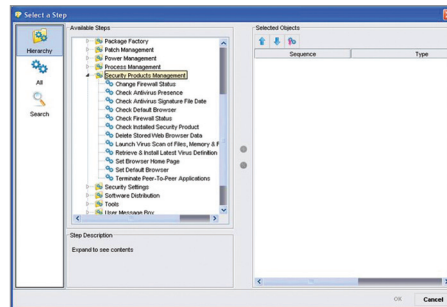 Select a Step
Hierarchy
All
Search
Available Steps
Package Factory
Patch Management
Power Management
Process Management
Security Products Management
Change Firewall Status
Check Antivirus Presence
Check Antivirus Signature File Date
Check Default Browser
Check Firewall Status
Check Installed Security Product
Delete Stored Web Browser Data
Launch Virus Scan of Files, Memory & F
Retrieve & Install Latest Virus Definition
Set Browser Home Page
Set Default Browser
Terminate Peer-To-Peer Applications
Security Settings
Software Distribution
Tools
User Message Box
Step Description
Expand to see contents
Selected Objects
Sequence Type
OK Cancel